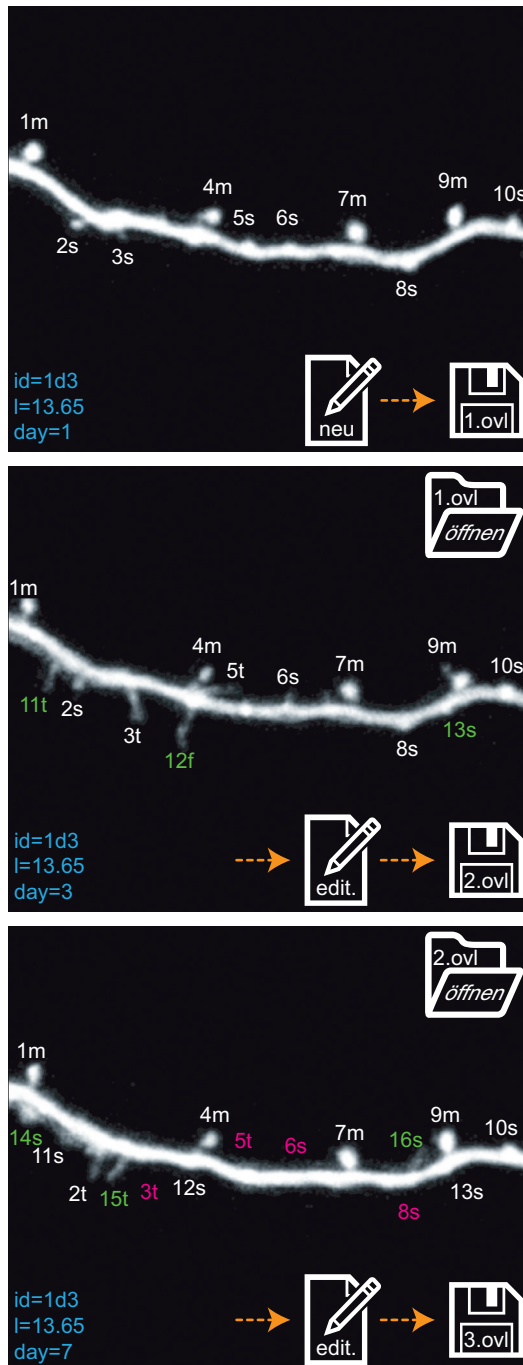 1m
4m
5s
6s
7m
9m
10s
2s
3s
8s
id=1d3
l=13.65
day=1
neu
1.ovl
1.ovl
öffnen
1m
4m
5t
6s
7m
9m
10s
11t
2s
3t
12f
8s
13s
id=1d3
l=13.65
day=3
edit.
2.ovl
2.ovl
öffnen
1m
4m
5t
6s
7m
16s
9m
10s
14s
11s
2t
15t
3t
12s
8s
13s
id=1d3
l=13.65
day=7
edit.
3.ovl